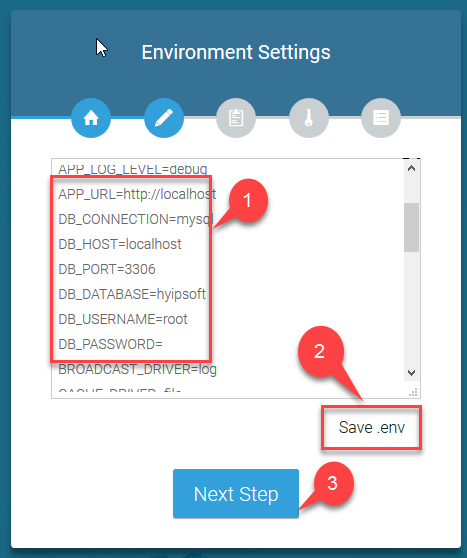 Environment Settings
APP_LOG_LEVEL=debug
APP_URL=http://localhost
1
DB_CONNECTION=mysql
DB_HOST=localhost
DB_PORT=3306
DB_DATABASE=hyipsoft
DB_USERNAME=root
DB_PASSWORD=
2
BROADCAST_DRIVER=log
CACHE_DRIVER=file
Save .env
Next Step
3